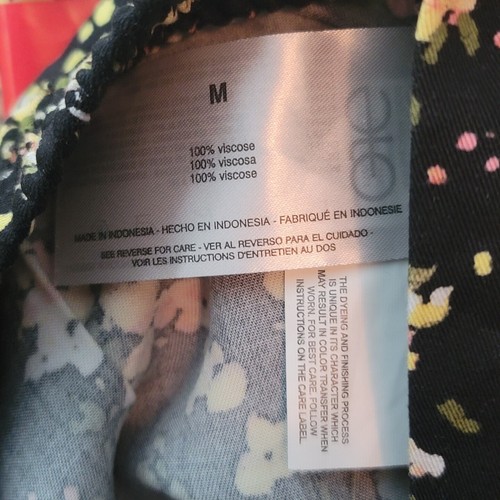 M
100% viscose
100% viscosa
100% viscose
MADE IN INDONESIA - HECHO EN INDONESIA - FABRIQUÉ EN INDONESIE
SEE REVERSE FOR CARE - VER AL REVERSO PARA EL CUIDADO -
VOIR LES INSTRUCTIONS D'ENTRETIEN AU DOS
THE DYEING AND FINISHING PROCESS
IS UNIQUE IN ITS CHARACTER WHICH
MAY RESULT IN COLOR TRANSFER WHEN
WORN. FOR BEST CARE, FOLLOW
INSTRUCTIONS ON THE CARE LABEL.